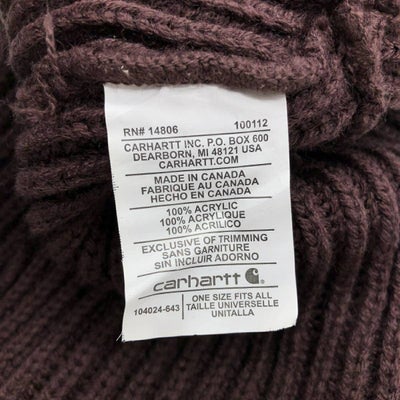 RN# 14806 100112
CARHARTT INC. P.O. BOX 600
DEARBORN, MI 48121 USA
CARHARTT.COM
MADE IN CANADA
FABRIQUE AU CANADA
HECHO EN CANADA
100% ACRYLIC
100% ACRYLIQUE
100% ACRILICO
EXCLUSIVE OF TRIMMING
SANS GARNITURE
SIN INCLUIR ADORNO
carhartt
104024-643
ONE SIZE FITS ALL
TAILLE UNIVERSELLE
UNITALLA